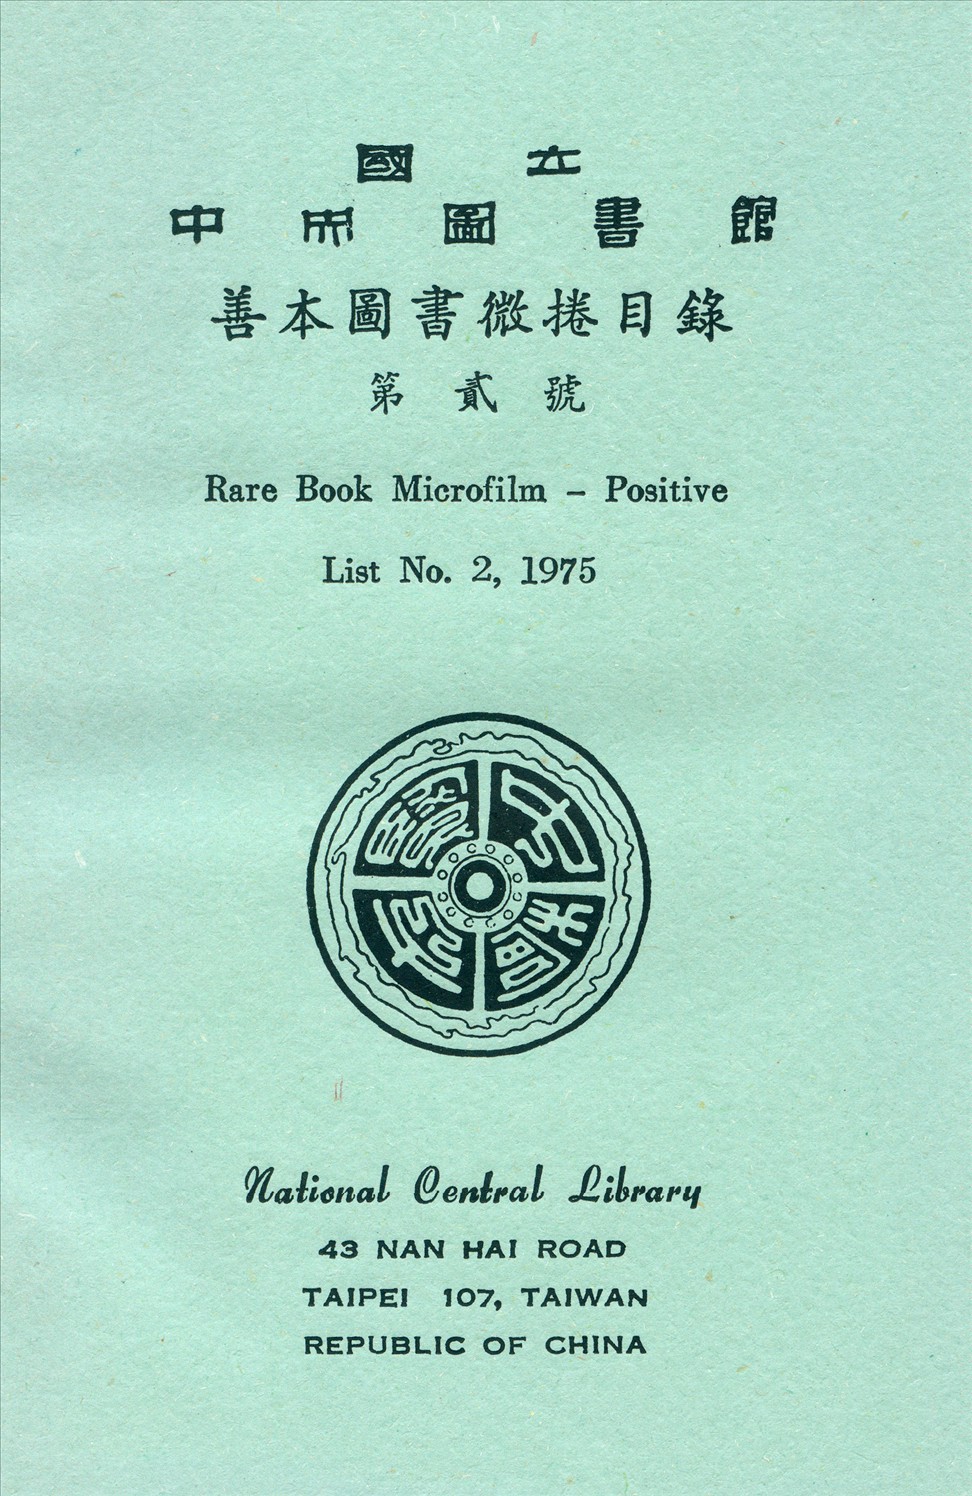 國立
中央圖書館
善本圖書微捲目錄
第貳號
Rare Book Microfilm – Positive
List No. 2, 1975
National Central Library
43 NAN HAI ROAD
TAIPEI 107, TAIWAN
REPUBLIC OF CHINA